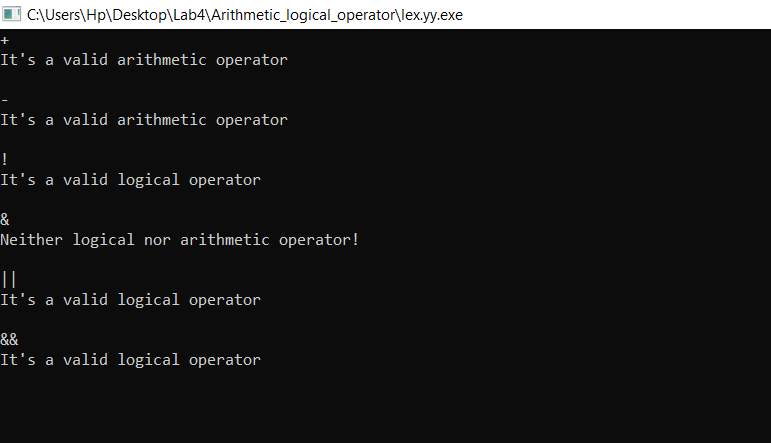 C:\Users\Hp\Desktop\Lab4\Arithmetic_logical_operator\lex.yy.exe
+
It's a valid arithmetic operator
-
It's a valid arithmetic operator
!
It's a valid logical operator
&
Neither logical nor arithmetic operator!
||
It's a valid logical operator
&&
It's a valid logical operator